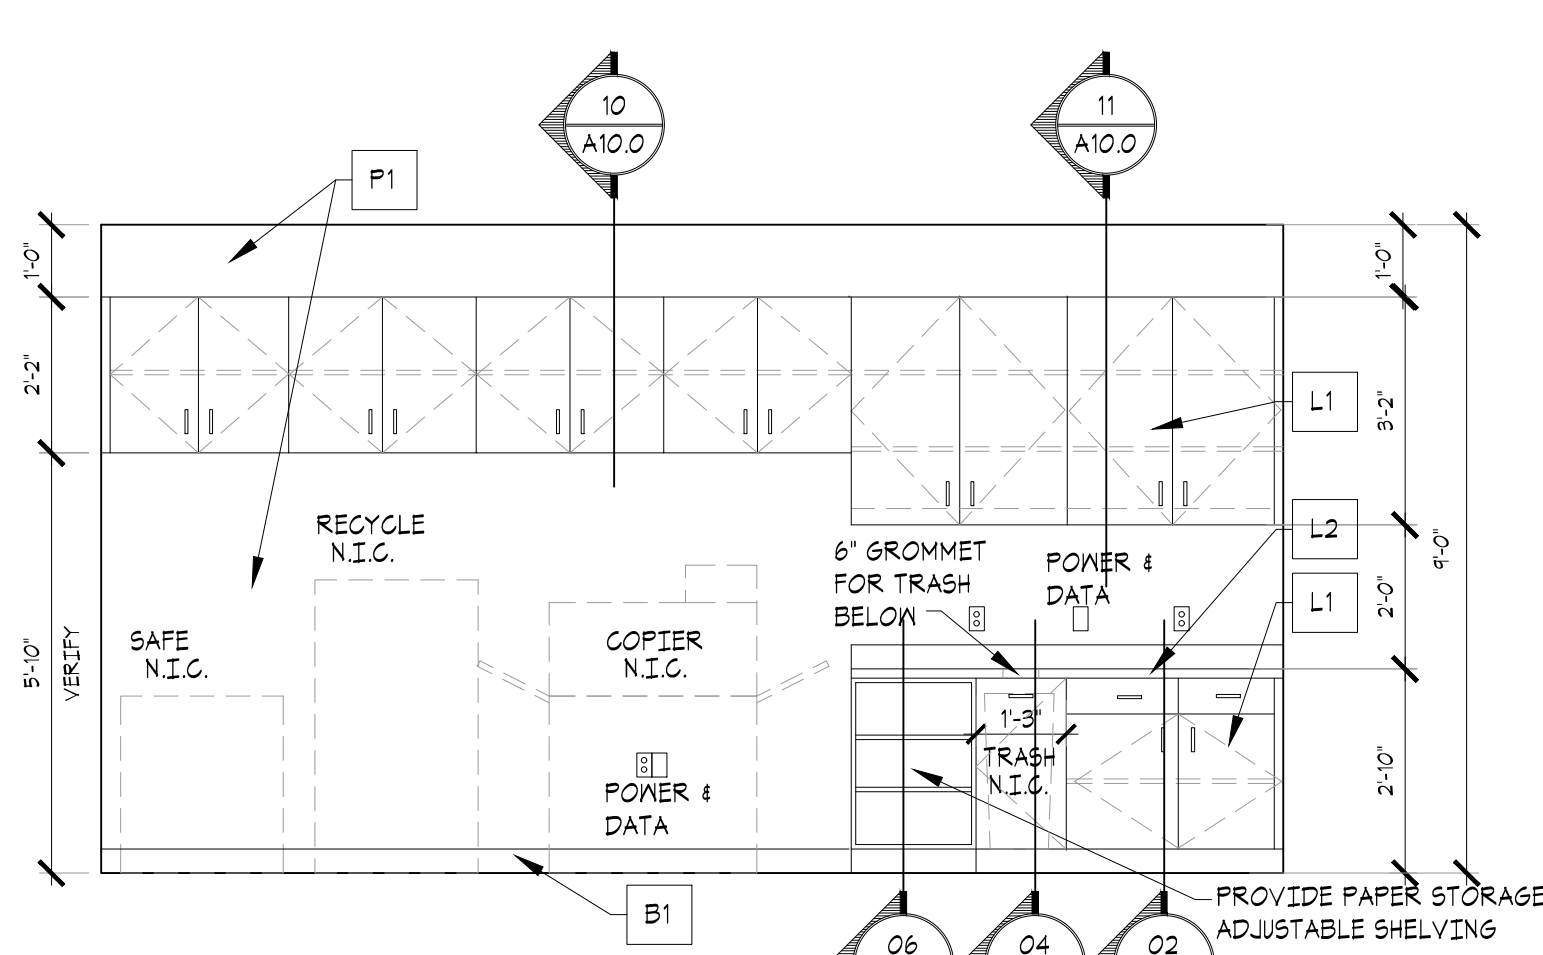 10
A10.0
11
A10.0
P1
1'-0"
1'-0"
2'-2"
3'-2"
L1
RECYCLE
N.I.C.
L2
9'-0"
6" GROMMET
FOR TRASH
BELOW
POWER &
DATA
L1
2'-0"
SAFE
N.I.C.
COPIER
N.I.C.
5'-10"
VERIFY
1'-3"
TRASH
N.I.C.
2'-10"
POWER &
DATA
B1
PROVIDE PAPER STORAGE
ADJUSTABLE SHELVING
06
04
02